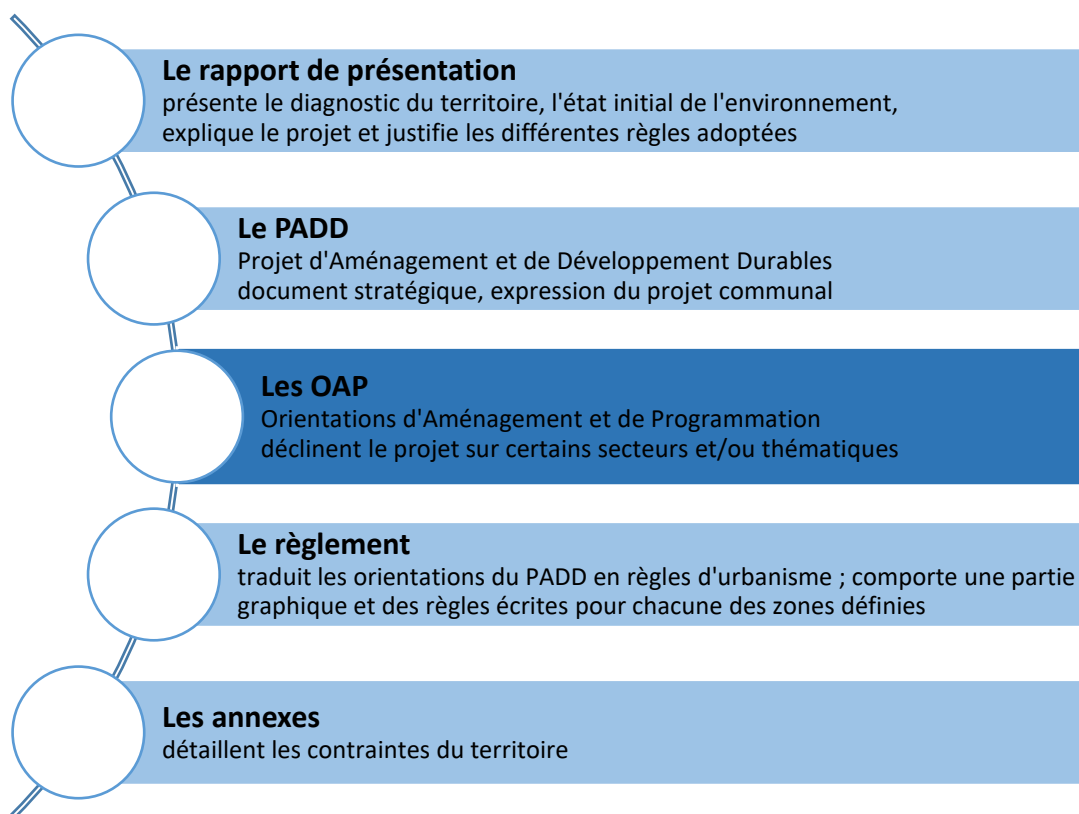 Le rapport de présentation
présente le diagnostic du territoire, l'état initial de l'environnement,
explique le projet et justifie les différentes règles adoptées
Le PADD
Projet d'Aménagement et de Développement Durables
document stratégique, expression du projet communal
Les OAP
Orientations d'Aménagement et de Programmation
déclinent le projet sur certains secteurs et/ou thématiques
Le règlement
traduit les orientations du PADD en règles d'urbanisme ; comporte une partie
graphique et des règles écrites pour chacune des zones définies
Les annexes
détaillent les contraintes du territoire